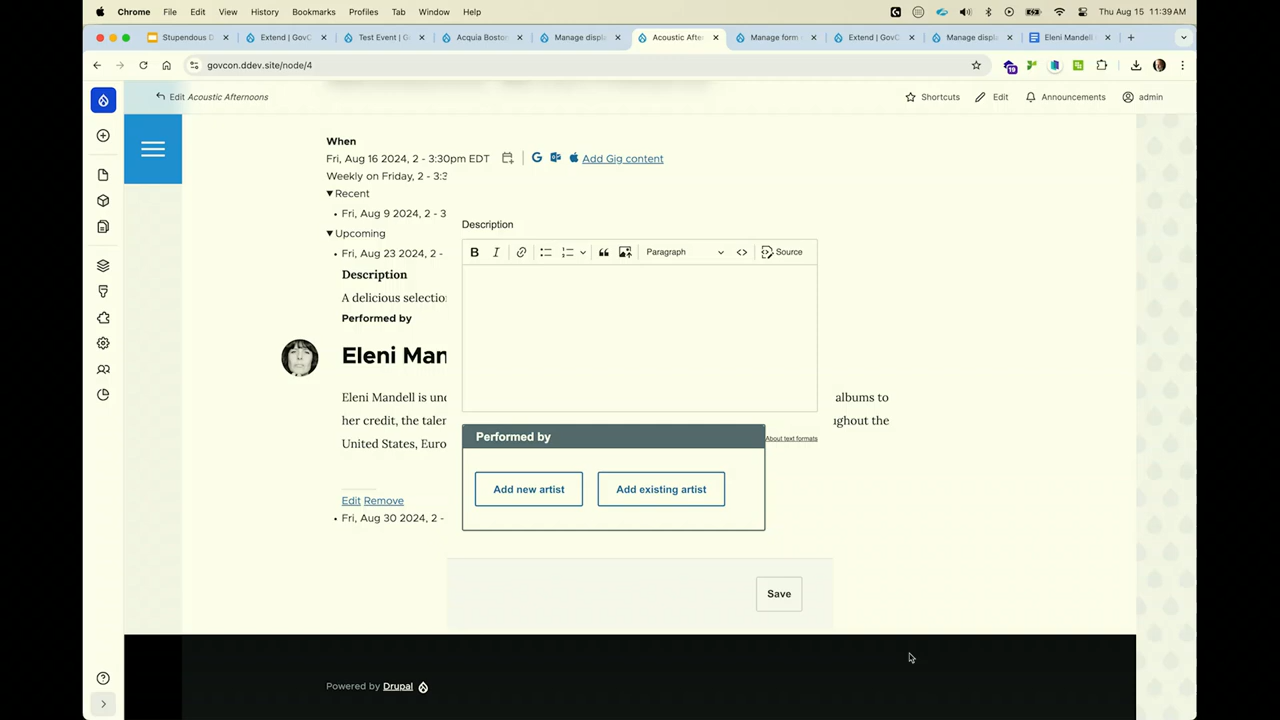 Chrome File Edit View History Bookmarks Profiles Tab Window Help Thu Aug 15 11:39AM
Stupendous D Extend | GovC Test Event | G Acquia Boston Manage displ Acoustic After Manage form Extend | GovC Manage displ Eleni Mandell
govcon.ddev.site/node/4
19
Edit Acoustic Afternoons Shortcuts Edit Announcements admin
When
Fri, Aug 16 2024, 2 - 3:30pm EDT G Add Gig content
Weekly on Friday, 2 - 3:3
Recent
• Fri, Aug 9 2024, 2 - 3
Upcoming
• Fri, Aug 23 2024, 2 -
Description
A delicious selectio
Performed by
Eleni Man
Eleni Mandell is und
her credit, the taler
United States, Euro
albums to
ghout the
Edit Remove
• Fri, Aug 30 2024, 2 -
Description
B I Paragraph <> Source
About text formats
Performed by
Add new artist Add existing artist
Save
Powered by Drupal